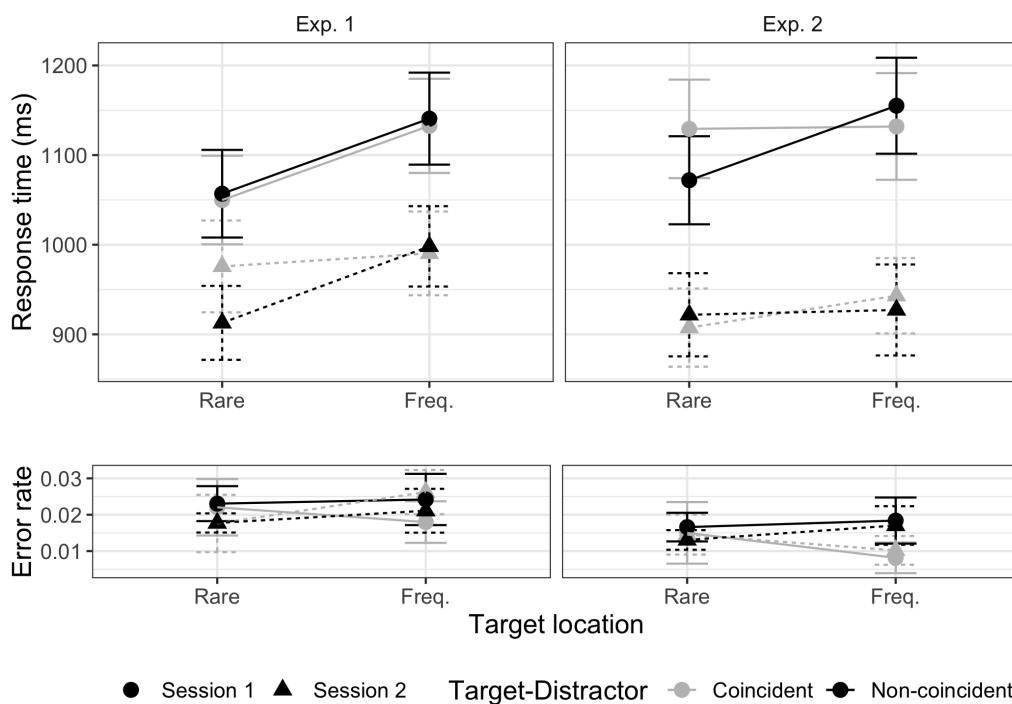 Exp. 1
Exp. 2
Response time (ms)
1200
1100
1000
900
Rare
Freq.
Rare
Freq.
Error rate
0.03
0.02
0.01
Rare
Freq.
Rare
Freq.
Target location
Session 1 Session 2 Target-Distractor Coincident Non-coincident